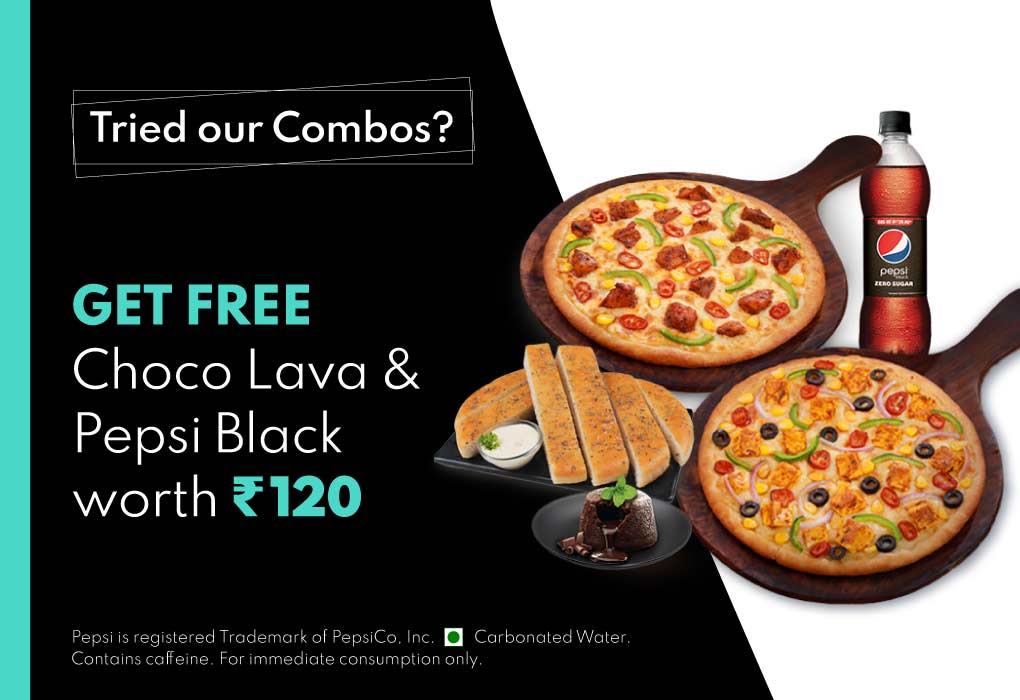 Tried our Combos?
GET FREE
Choco Lava &
Pepsi Black
worth ₹120
pepsi
BLACK
ZERO SUGAR
Pepsi is registered Trademark of PepsiCo, Inc. Carbonated Water.
Contains caffeine. For immediate consumption only.